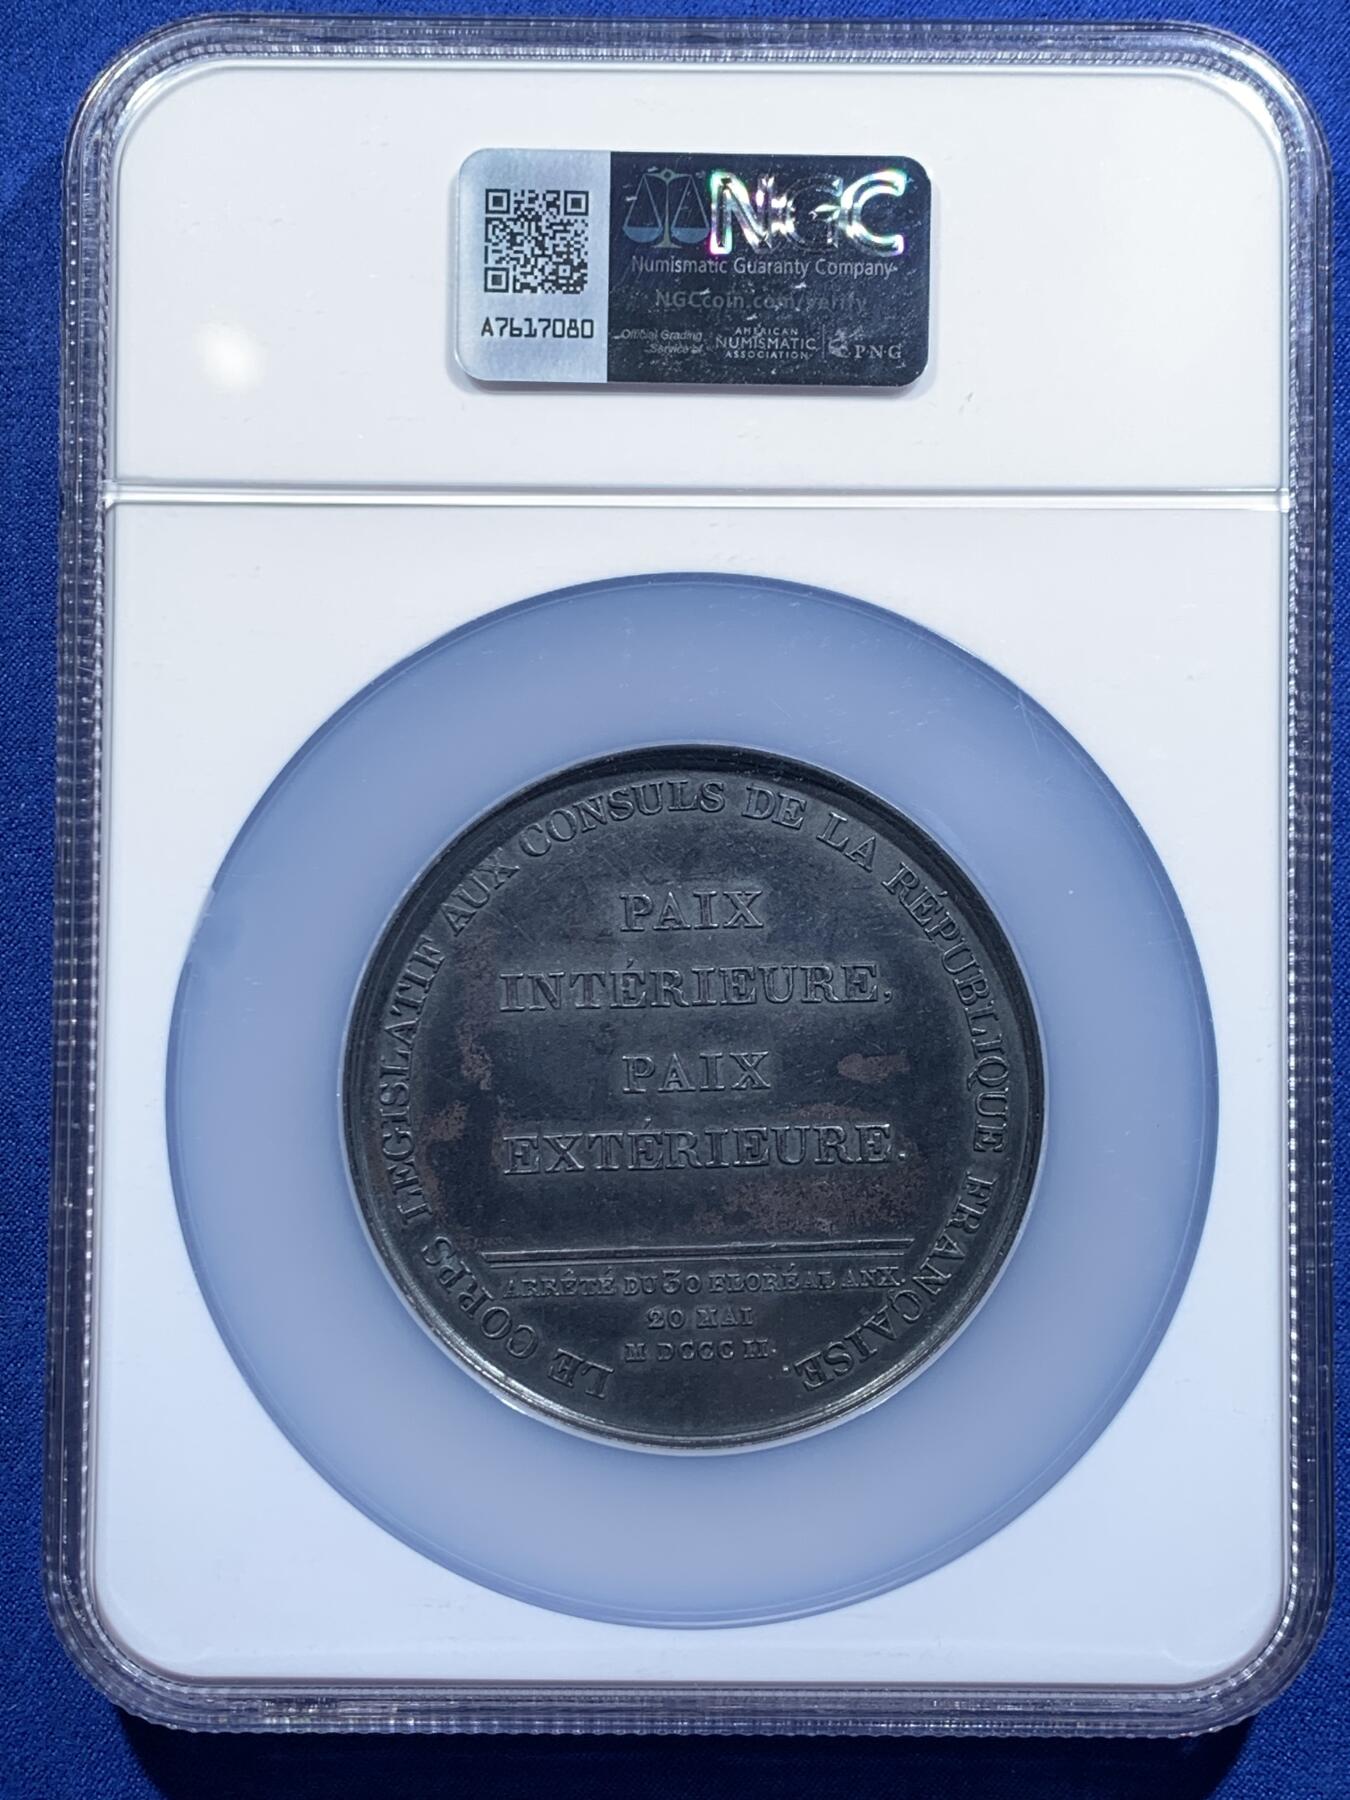 NGC
Numismatic Guaranty Company
NGCcoin.com/verify
A7617080
Official Grading
Service of
AMERICAN
NUMISMATIC
ASSOCIATION
PNG
LE CORPS LEGISLATIF AUX CONSULS DE LA RÉPUBLIQUE FRANÇAISE.
PAIX
INTÉRIEURE,
PAIX
EXTÉRIEURE.
ARRÊTÉ DU 30 FLORÉAL AN X.
20 MAI
M DCCC II.